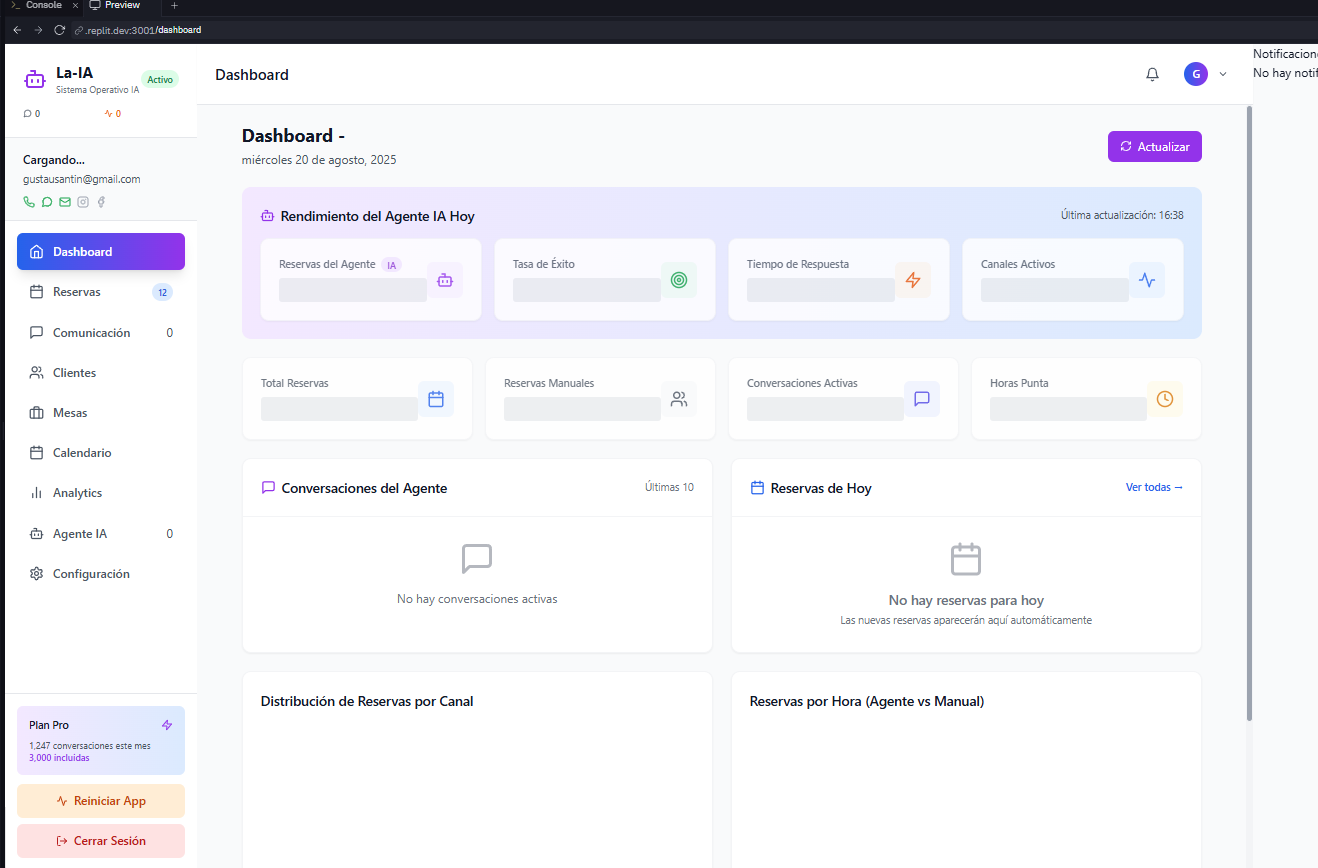 Console
Preview
.replit.dev:3001/dashboard
La-IA
Activo
Sistema Operativo IA
0
0
Cargando...
gustausantin@gmail.com
Dashboard
Reservas 12
Comunicación 0
Clientes
Mesas
Calendario
Analytics
Agente IA 0
Configuración
Plan Pro
1,247 conversaciones este mes
3,000 incluidas
Reiniciar App
Cerrar Sesión
Dashboard
G
Dashboard -
miércoles 20 de agosto, 2025
Actualizar
Rendimiento del Agente IA Hoy
Última actualización: 16:38
Reservas del Agente IA
Tasa de Éxito
Tiempo de Respuesta
Canales Activos
Total Reservas
Reservas Manuales
Conversaciones Activas
Horas Punta
Conversaciones del Agente
Últimas 10
No hay conversaciones activas
Reservas de Hoy
Ver todas →
No hay reservas para hoy
Las nuevas reservas aparecerán aquí automáticamente
Distribución de Reservas por Canal
Reservas por Hora (Agente vs Manual)
Notificacion
No hay notif